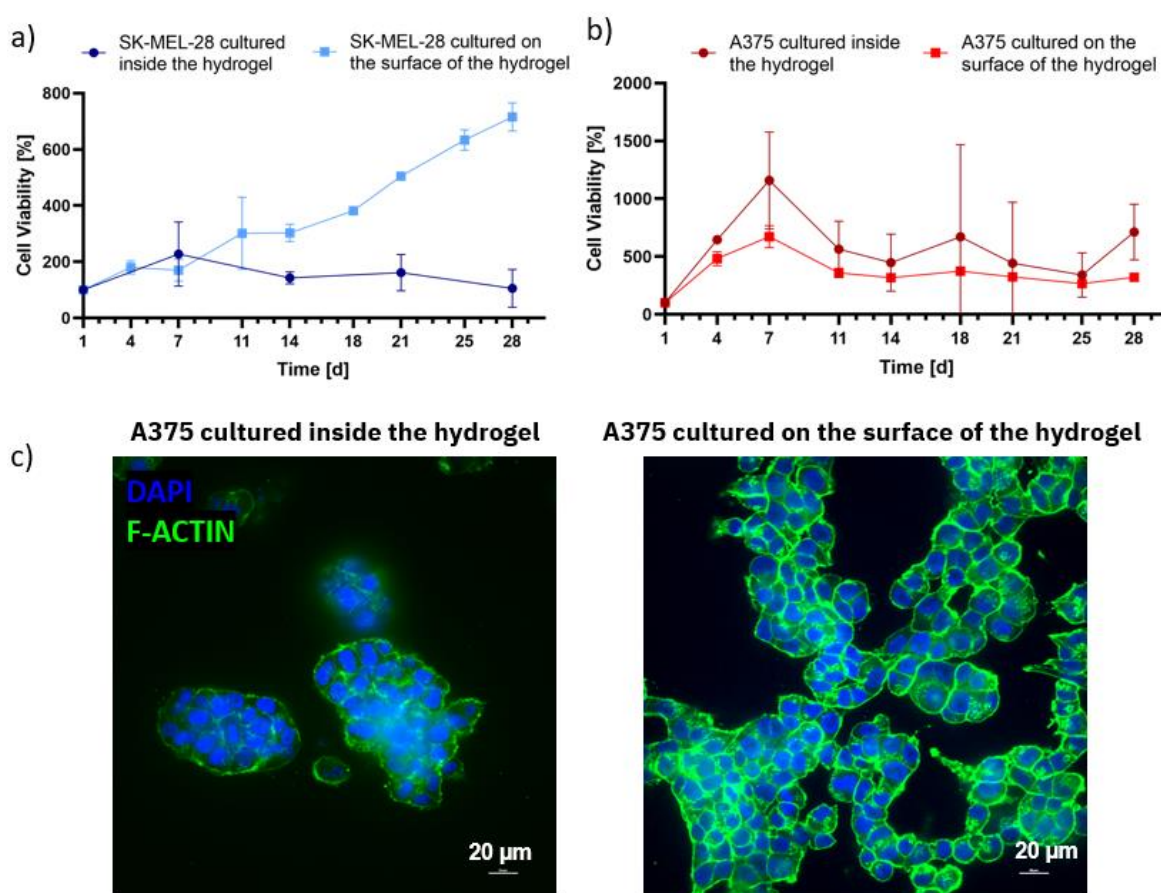 a)
SK-MEL-28 cultured inside the hydrogel
SK-MEL-28 cultured on the surface of the hydrogel
Cell Viability [%]
800
600
400
200
0
1 4 7 11 14 18 21 25 28
Time [d]
b)
A375 cultured inside the hydrogel
A375 cultured on the surface of the hydrogel
Cell Viability [%]
2000
1500
1000
500
0
1 4 7 11 14 18 21 25 28
Time [d]
c)
A375 cultured inside the hydrogel
DAPI
F-ACTIN
20 µm
A375 cultured on the surface of the hydrogel
20 µm